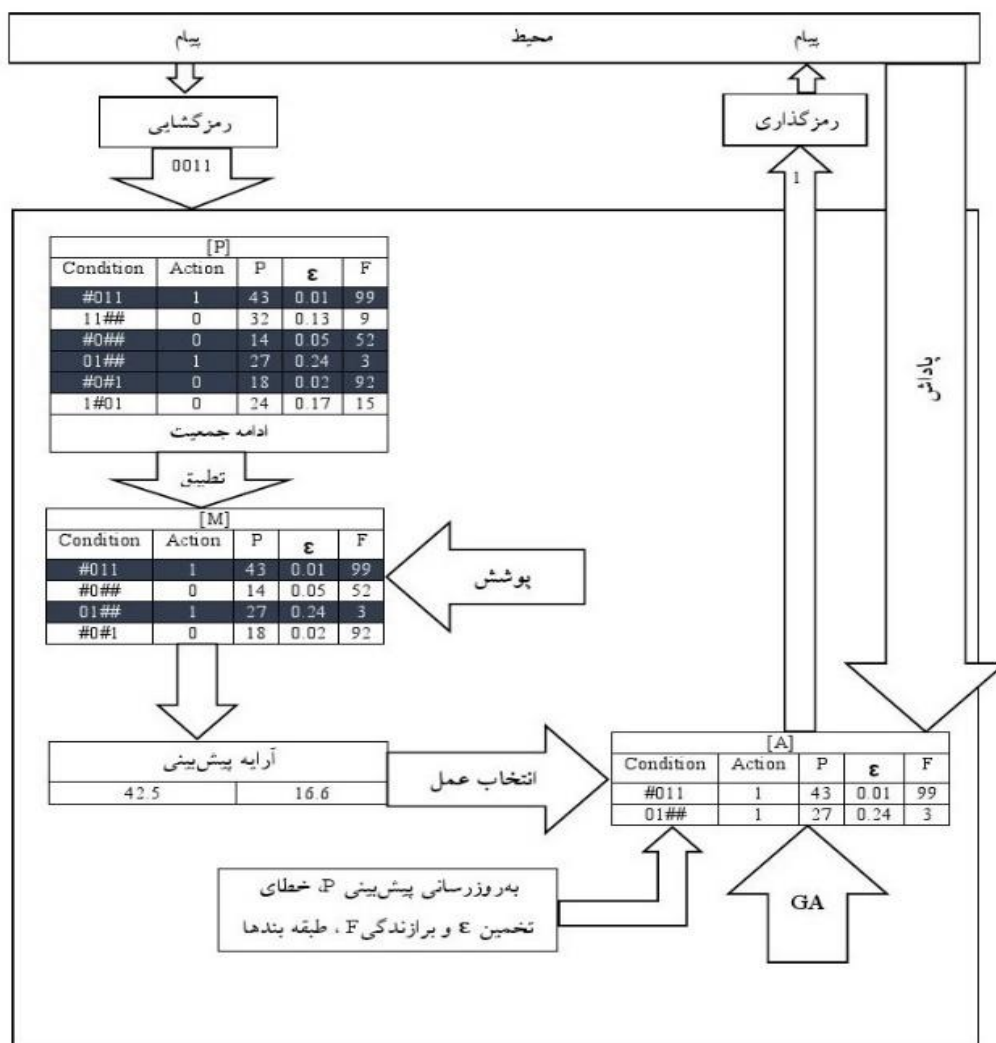 پیام محیط پیام
رمزگشایی
رمزگذاری
0011
1
پاداش
[P]
Condition Action P ε F
#011 1 43 0.01 99
11## 0 32 0.13 9
#0## 0 14 0.05 52
01## 1 27 0.24 3
#0#1 0 18 0.02 92
1#01 0 24 0.17 15
ادامه جمعیت
تطبیق
[M]
Condition Action P ε F
#011 1 43 0.01 99
#0## 0 14 0.05 52
01## 1 27 0.24 3
#0#1 0 18 0.02 92
پوشش
آرایه پیش‌بینی
42.5 16.6
انتخاب عمل
[A]
Condition Action P ε F
#011 1 43 0.01 99
01## 1 27 0.24 3
به‌روزرسانی پیش‌بینی P، خطای
تخمین ε و برازندگی F ، طبقه بندها
GA